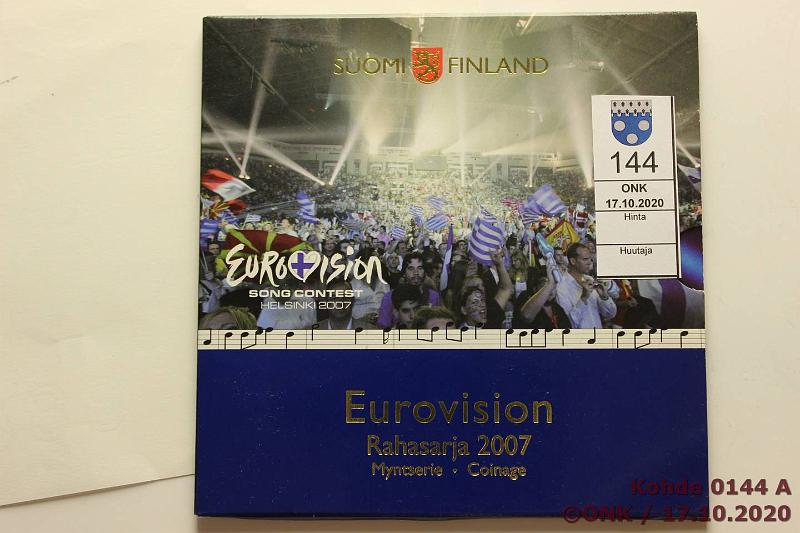 SUOMI FINLAND
144
ONK
17.10.2020
Hinta
Huutaja
EUROVISION
SONG CONTEST
HELSINKI 2007
Eurovision
Rahasarja 2007
Myntserie · Coinage
Kohde 0144 A
©ONK / 17.10.2020